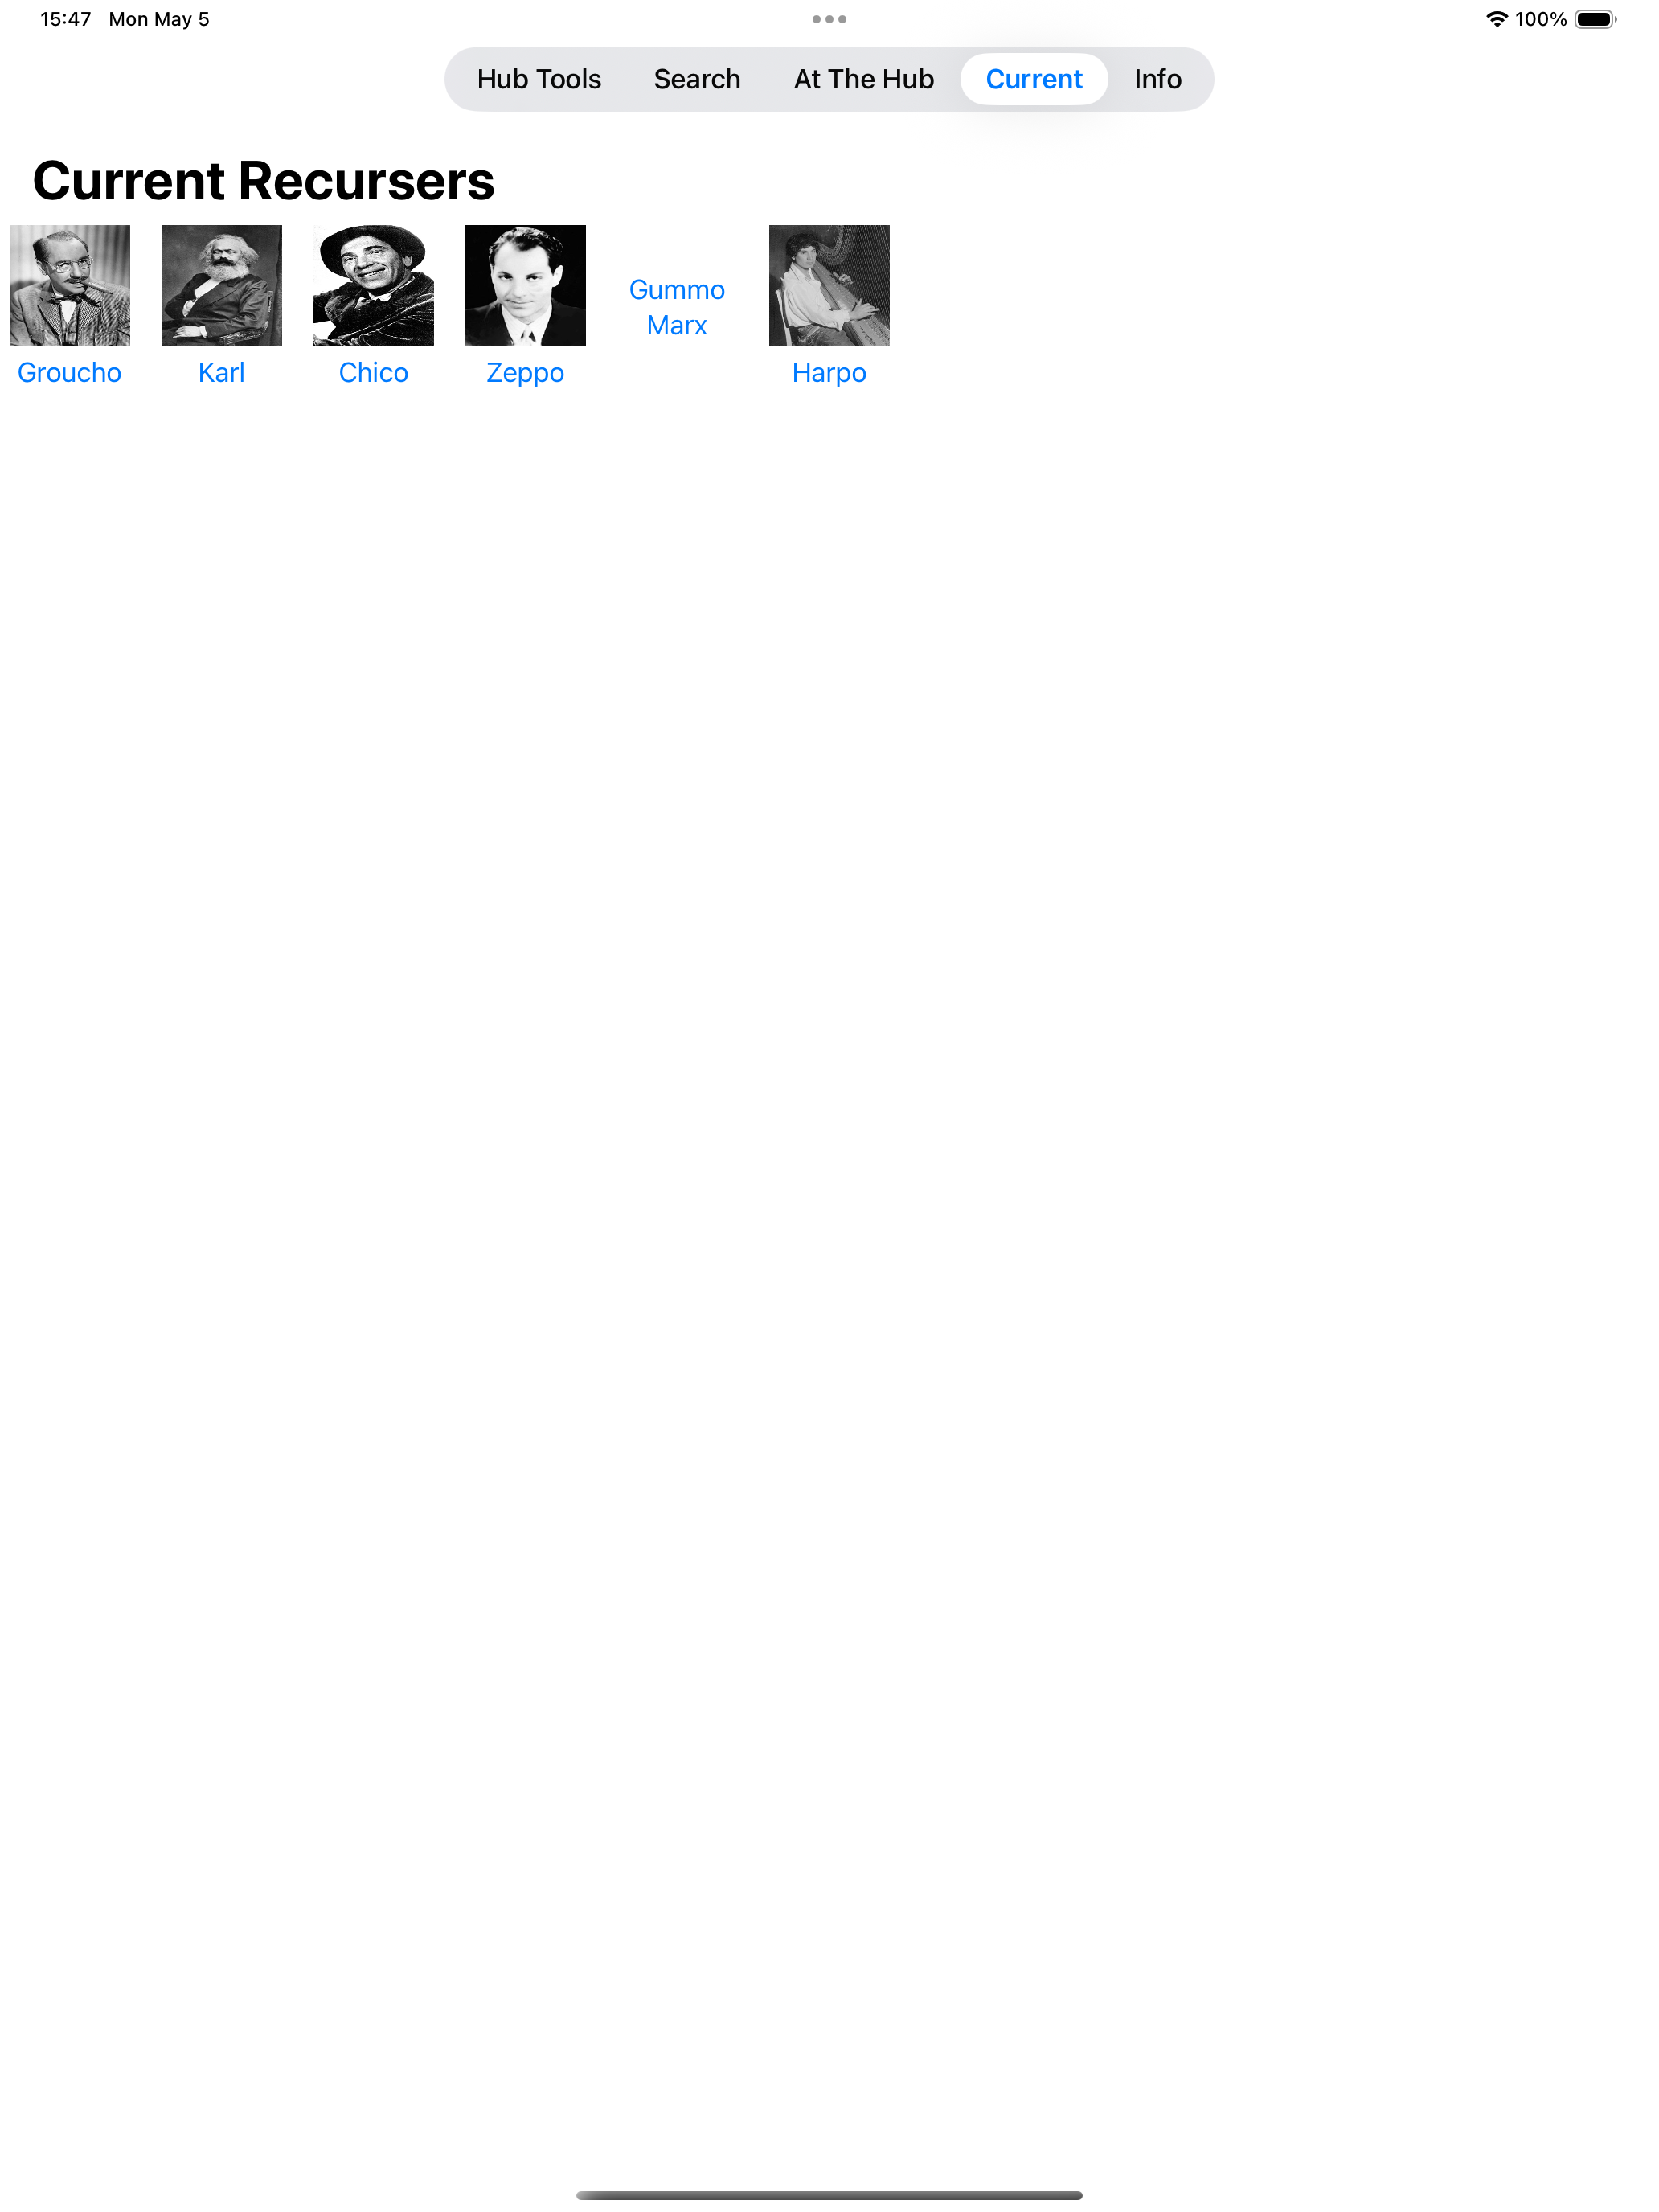 15:47 Mon May 5
100%
Hub Tools Search At The Hub Current Info
Current Recursers
Gummo
Marx
Groucho Karl Chico Zeppo Harpo